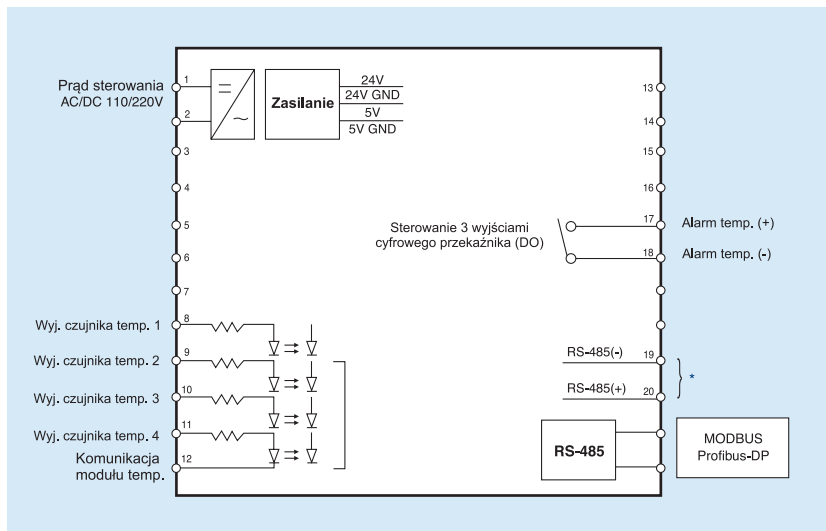 Prąd sterowania
AC/DC 110/220V
1
2
3
4
5
6
7
Zasilanie
24V
24V GND
5V
5V GND
13
14
15
16
Sterowanie 3 wyjściami
cyfrowego przekaźnika (DO)
17
18
Alarm temp. (+)
Alarm temp. (-)
Wyj. czujnika temp. 1
8
Wyj. czujnika temp. 2
9
Wyj. czujnika temp. 3
10
Wyj. czujnika temp. 4
11
Komunikacja
modułu temp.
12
RS-485(-)
19
RS-485(+)
20
*
RS-485
MODBUS
Profibus-DP